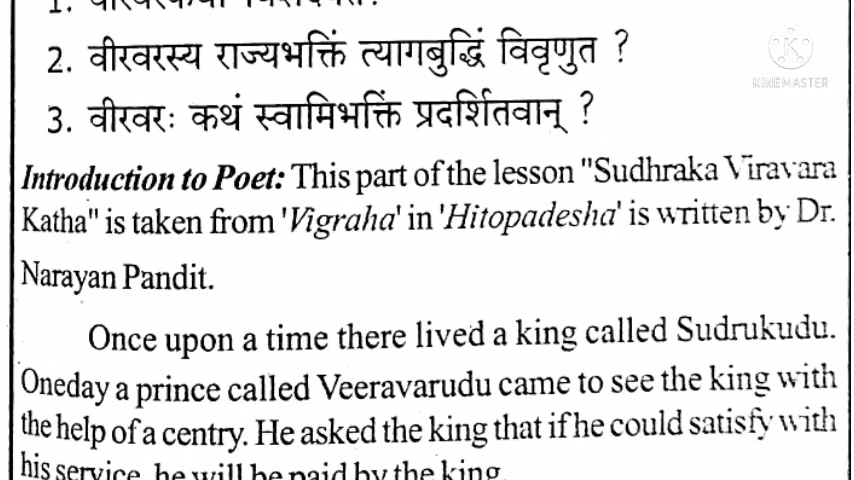 2. वीरवरस्य राज्यभक्तिं त्यागबुद्धिं विवृणुत ?
KINEMASTER
3. वीरवरः कथं स्वामिभक्तिं प्रदर्शितवान् ?
Introduction to Poet: This part of the lesson "Sudhraka Viravara
Katha" is taken from 'Vigraha' in 'Hitopadesha' is written by Dr.
Narayan Pandit.
Once upon a time there lived a king called Sudrukudu.
Oneday a prince called Veeravarudu came to see the king with
the help of a centry. He asked the king that if he could satisfy with
his service, he will be paid by the king.